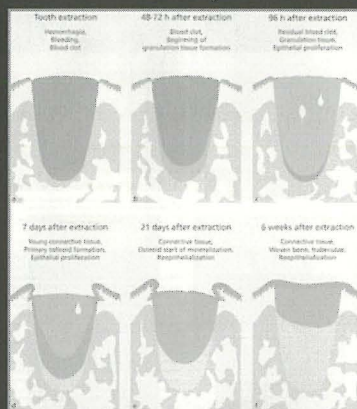 Tooth extraction
Hemorrhagia,
Bleeding,
Blood clot
48-72 h after extraction
Blood clot,
Beginning of
granulation tissue formation
96 h after extraction
Residual blood clot,
Granulation tissue,
Epithelial proliferation
a
b
c
7 days after extraction
Young connective tissue,
Primary osteoid formation,
Epithelial proliferation
21 days after extraction
Connective tissue,
Osteoid start of mineralization,
Reepithelialization
6 weeks after extraction
Connective tissue,
Woven bone, trabeculae,
Reepithelialization
d
e
f